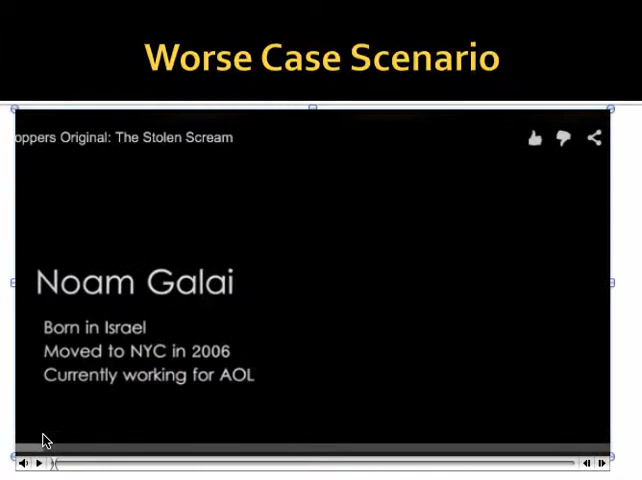 Worse Case Scenario
oppers Original: The Stolen Scream
Noam Galai
Born in Israel
Moved to NYC in 2006
Currently working for AOL